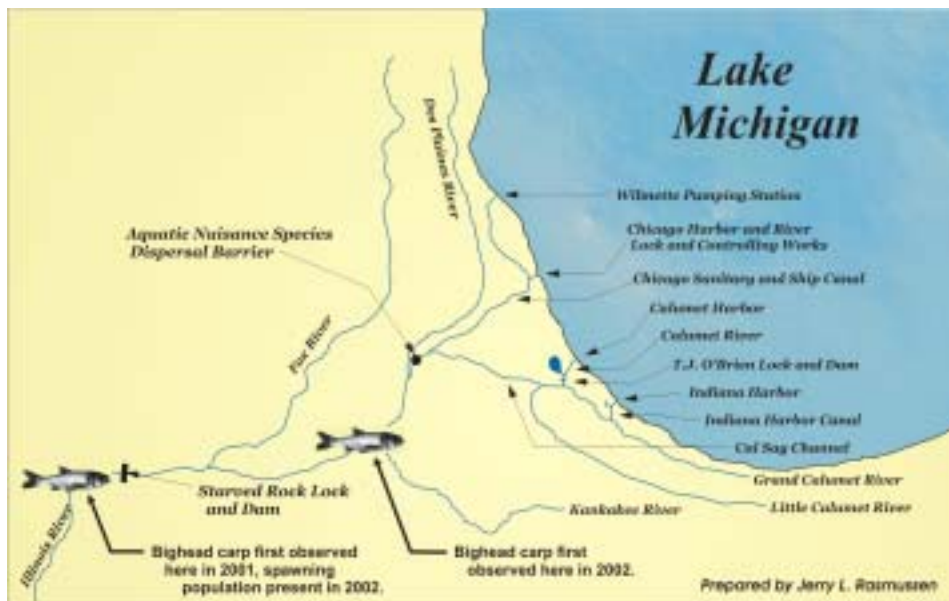 Lake
Michigan
Des Plaines River
Wilmette Pumping Station
Chicago Harbor and River
Lock and Controlling Works
Aquatic Nuisance Species
Dispersal Barrier
Chicago Sanitary and Ship Canal
Calumet Harbor
Calumet River
Fox River
T.J. O'Brien Lock and Dam
Indiana Harbor
Indiana Harbor Canal
Cal Sag Channel
Grand Calumet River
Starved Rock Lock
and Dam
Kankakee River
Little Calumet River
Illinois River
Bighead carp first observed
here in 2001, spawning
population present in 2002.
Bighead carp first
observed here in 2002.
Prepared by Jerry L. Rasmussen